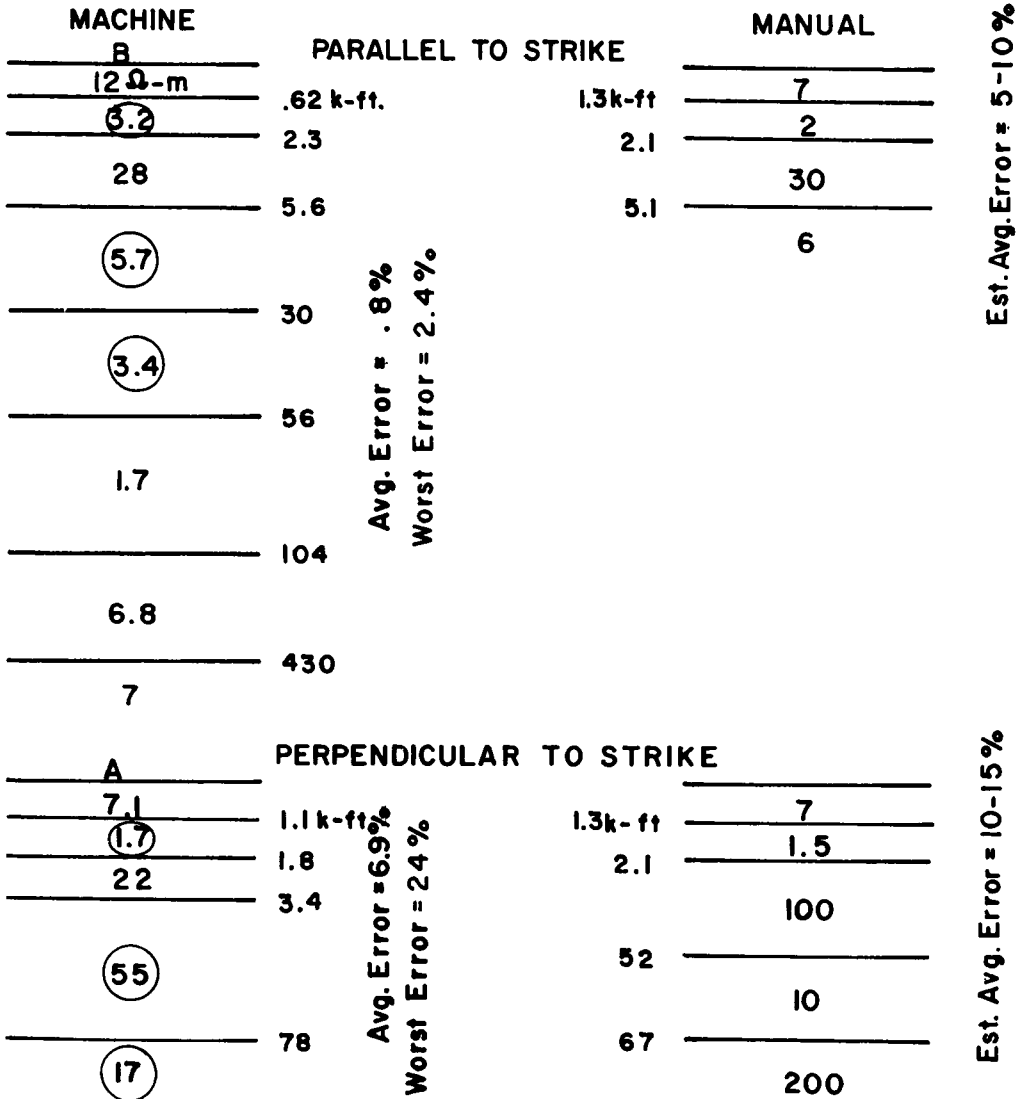 MACHINE
MANUAL
PARALLEL TO STRIKE
B
12 Ω-m
.62 k-ft.
3.2
2.3
28
5.6
5.7
30
3.4
56
1.7
104
6.8
430
7
Avg. Error = .8%
Worst Error = 2.4%
7
1.3k-ft
2
2.1
30
5.1
6
Est. Avg. Error = 5-10%
PERPENDICULAR TO STRIKE
A
7.1
1.1 k-ft.
1.7
1.8
22
3.4
55
78
17
Avg. Error = 6.9%
Worst Error = 24%
7
1.3k-ft
1.5
2.1
100
52
10
67
200
Est. Avg. Error = 10-15%